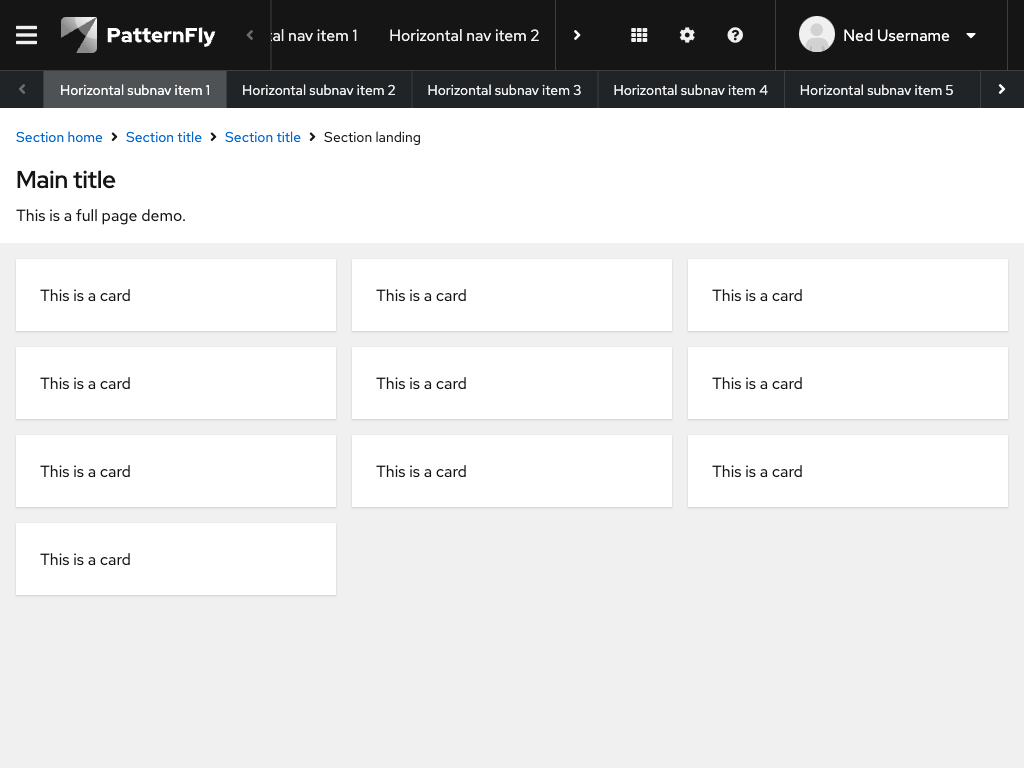 PatternFly
tal nav item 1
Horizontal nav item 2
Ned Username
Horizontal subnav item 1
Horizontal subnav item 2
Horizontal subnav item 3
Horizontal subnav item 4
Horizontal subnav item 5
Section home
Section title
Section title
Section landing
Main title
This is a full page demo.
This is a card
This is a card
This is a card
This is a card
This is a card
This is a card
This is a card
This is a card
This is a card
This is a card